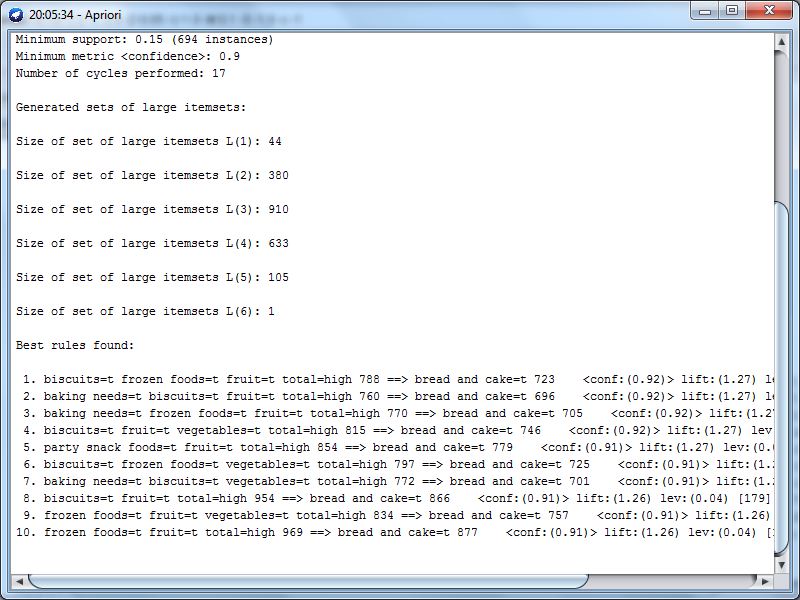 20:05:34 - Apriori
Minimum support: 0.15 (694 instances)
Minimum metric <confidence>: 0.9
Number of cycles performed: 17
Generated sets of large itemsets:
Size of set of large itemsets L(1): 44
Size of set of large itemsets L(2): 380
Size of set of large itemsets L(3): 910
Size of set of large itemsets L(4): 633
Size of set of large itemsets L(5): 105
Size of set of large itemsets L(6): 1
Best rules found:
1. biscuits=t frozen foods=t fruit=t total=high 788 ==> bread and cake=t 723 <conf:(0.92)> lift:(1.27) le
2. baking needs=t biscuits=t fruit=t total=high 760 ==> bread and cake=t 696 <conf:(0.92)> lift:(1.27) l
3. baking needs=t frozen foods=t fruit=t total=high 770 ==> bread and cake=t 705 <conf:(0.92)> lift:(1.27
4. biscuits=t fruit=t vegetables=t total=high 815 ==> bread and cake=t 746 <conf:(0.92)> lift:(1.27) lev
5. party snack foods=t fruit=t total=high 854 ==> bread and cake=t 779 <conf:(0.91)> lift:(1.27) lev:(0.
6. biscuits=t frozen foods=t vegetables=t total=high 797 ==> bread and cake=t 725 <conf:(0.91)> lift:(1.
7. baking needs=t biscuits=t vegetables=t total=high 772 ==> bread and cake=t 701 <conf:(0.91)> lift:(1.
8. biscuits=t fruit=t total=high 954 ==> bread and cake=t 866 <conf:(0.91)> lift:(1.26) lev:(0.04) [179]
9. frozen foods=t fruit=t vegetables=t total=high 834 ==> bread and cake=t 757 <conf:(0.91)> lift:(1.26)
10. frozen foods=t fruit=t total=high 969 ==> bread and cake=t 877 <conf:(0.91)> lift:(1.26) lev:(0.04) [